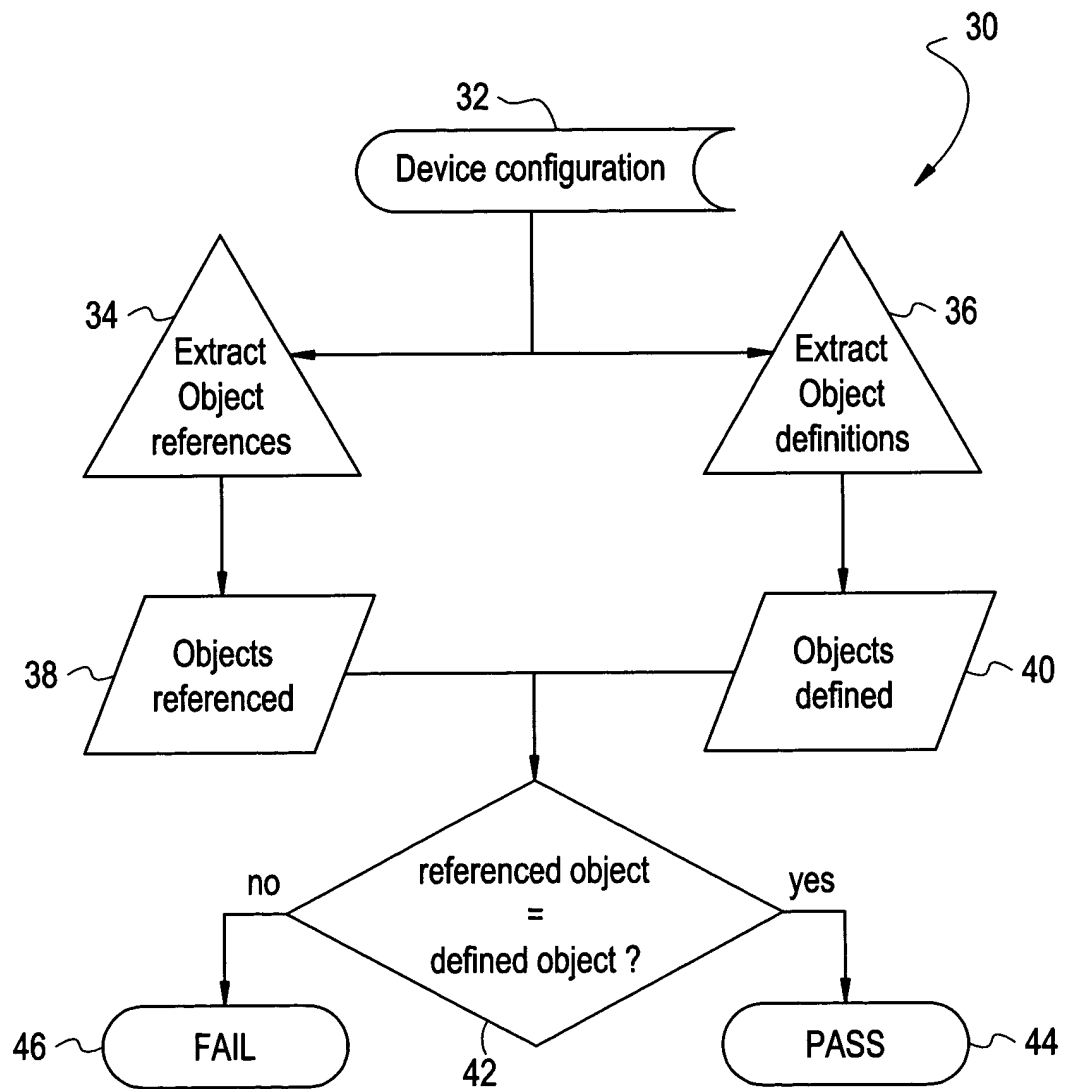 30
32
Device configuration
34
Extract
Object
references
36
Extract
Object
definitions
38
Objects
referenced
Objects
defined
40
no
referenced object
=
defined object ?
yes
46
FAIL
42
PASS
44